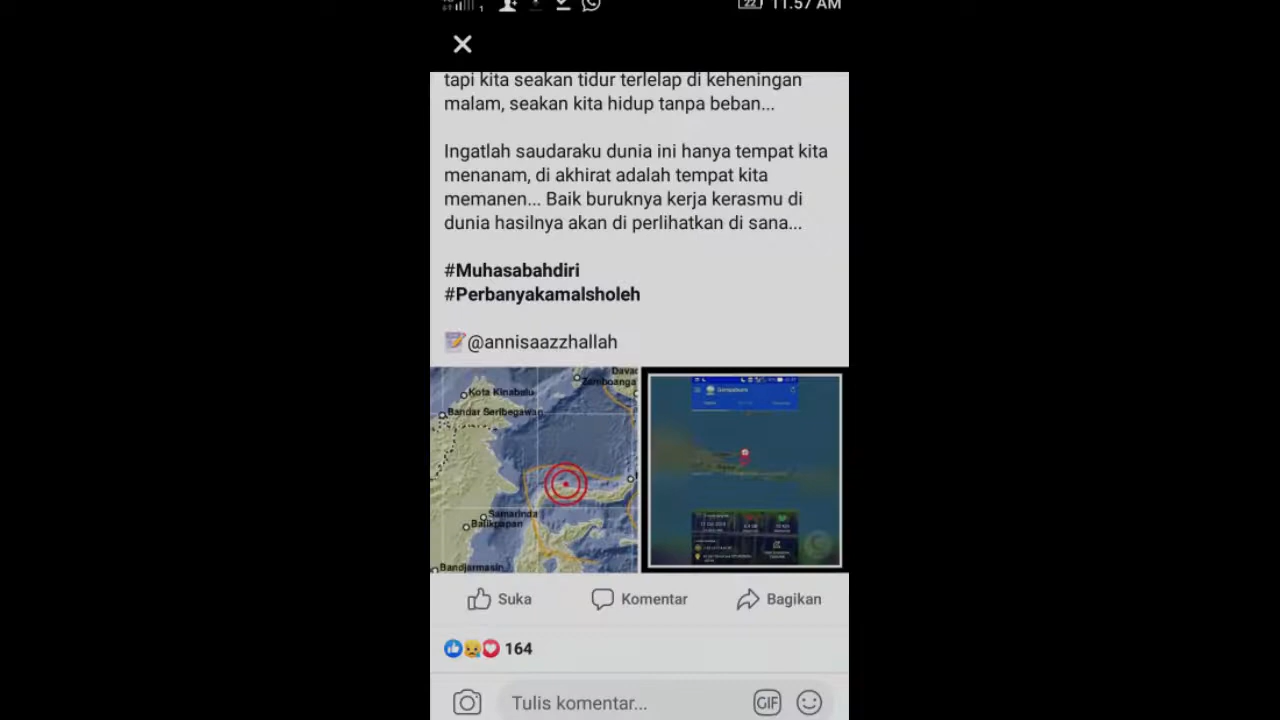 11.57 AM
tapi kita seakan tidur terlelap di keheningan
malam, seakan kita hidup tanpa beban...
Ingatlah saudaraku dunia ini hanya tempat kita
menanam, di akhirat adalah tempat kita
memanen... Baik buruknya kerja kerasmu di
dunia hasilnya akan di perlihatkan di sana...
#Muhasabahdiri
#Perbanyakamalsholeh
@annisaazzhallah
Davao
Zamboanga
Kota Kinabalu
Bandar Seribegawan
Samarinda
Balikpapan
Bandjarmasin
Suka
Komentar
Bagikan
164
Tulis komentar...
GIF